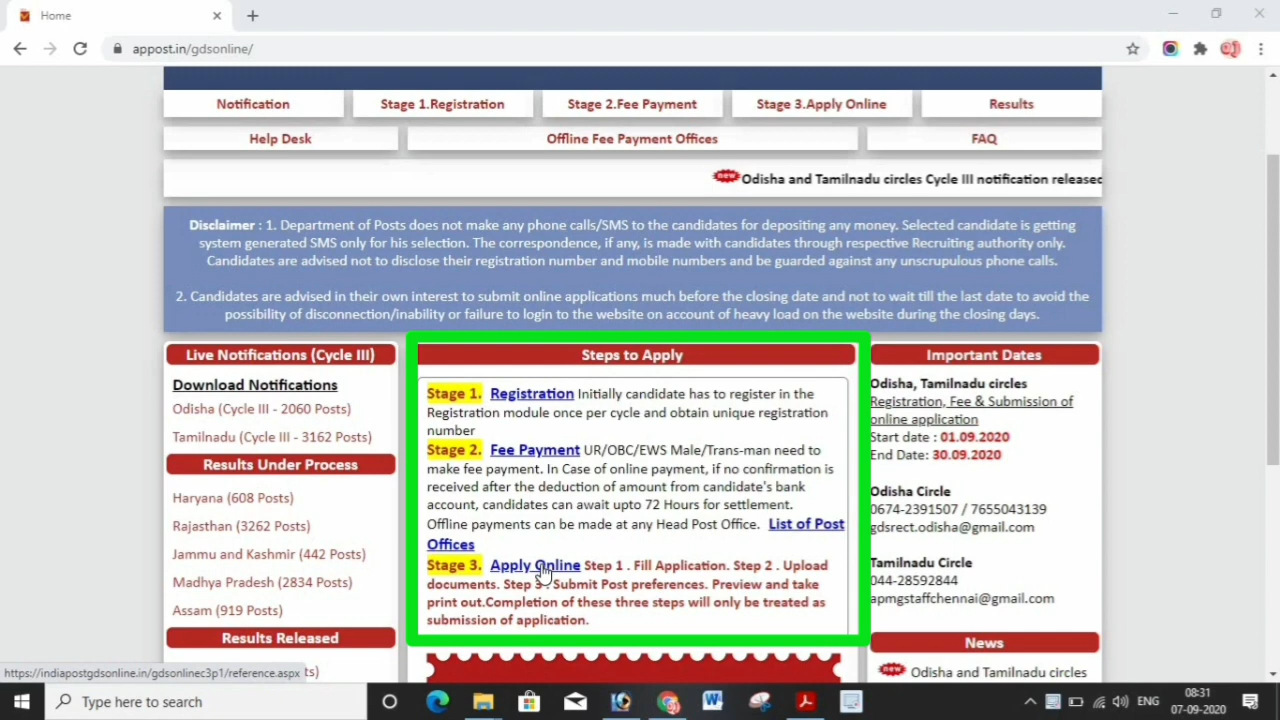 Home
appost.in/gdsonline/
Notification
Stage 1.Registration
Stage 2.Fee Payment
Stage 3.Apply Online
Results
Help Desk
Offline Fee Payment Offices
FAQ
new Odisha and Tamilnadu circles Cycle III notification released
Disclaimer : 1. Department of Posts does not make any phone calls/SMS to the candidates for depositing any money. Selected candidate is getting
system generated SMS only for his selection. The correspondence, if any, is made with candidates through respective Recruiting authority only.
Candidates are advised not to disclose their registration number and mobile numbers and be guarded against any unscrupulous phone calls.
2. Candidates are advised in their own interest to submit online applications much before the closing date and not to wait till the last date to avoid the
possibility of disconnection/inability or failure to login to the website on account of heavy load on the website during the closing days.
Live Notifications (Cycle III)
Download Notifications
Odisha (Cycle III - 2060 Posts)
Tamilnadu (Cycle III - 3162 Posts)
Results Under Process
Haryana (608 Posts)
Rajasthan (3262 Posts)
Jammu and Kashmir (442 Posts)
Madhya Pradesh (2834 Posts)
Assam (919 Posts)
Results Released
ts)
Steps to Apply
Stage 1. Registration Initially candidate has to register in the
Registration module once per cycle and obtain unique registration
number
Stage 2. Fee Payment UR/OBC/EWS Male/Trans-man need to
make fee payment. In Case of online payment, if no confirmation is
received after the deduction of amount from candidate's bank
account, candidates can await upto 72 Hours for settlement.
Offline payments can be made at any Head Post Office. List of Post
Offices
Stage 3. Apply Online Step 1 . Fill Application. Step 2 . Upload
documents. Step 3 . Submit Post preferences. Preview and take
print out.Completion of these three steps will only be treated as
submission of application.
Important Dates
Odisha, Tamilnadu circles
Registration, Fee & Submission of
online application
Start date : 01.09.2020
End Date: 30.09.2020
Odisha Circle
0674-2391507 / 7655043139
gdsrect.odisha@gmail.com
Tamilnadu Circle
044-28592844
apmgstaffchennai@gmail.com
News
new Odisha and Tamilnadu circles
https://indiapostgdsonline.in/gdsonlinec3p1/reference.aspx
Type here to search
ENG
08:31
07-09-2020